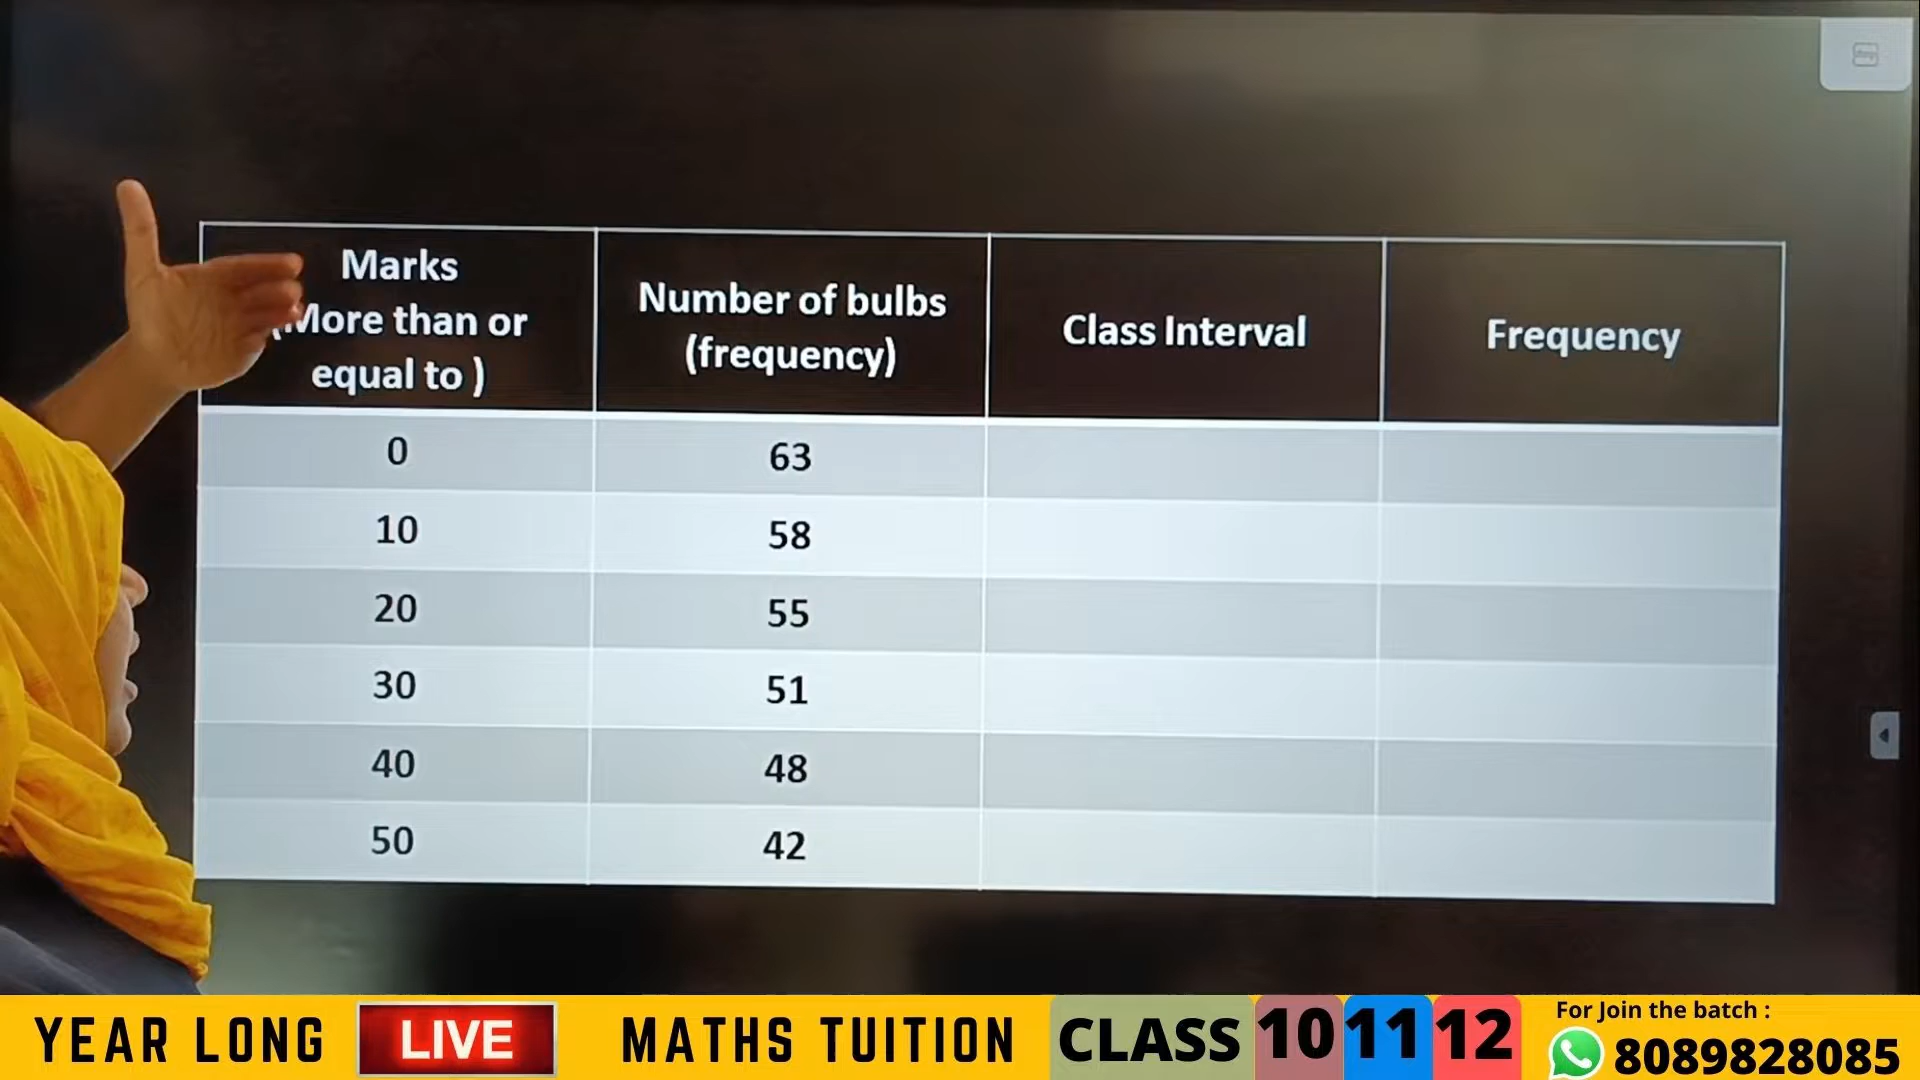 Marks
(More than or
equal to )
Number of bulbs
(frequency)
Class Interval
Frequency
0
63
10
58
20
55
30
51
40
48
50
42
YEAR LONG
LIVE
MATHS TUITION
CLASS 10 11 12
For Join the batch :
8089828085